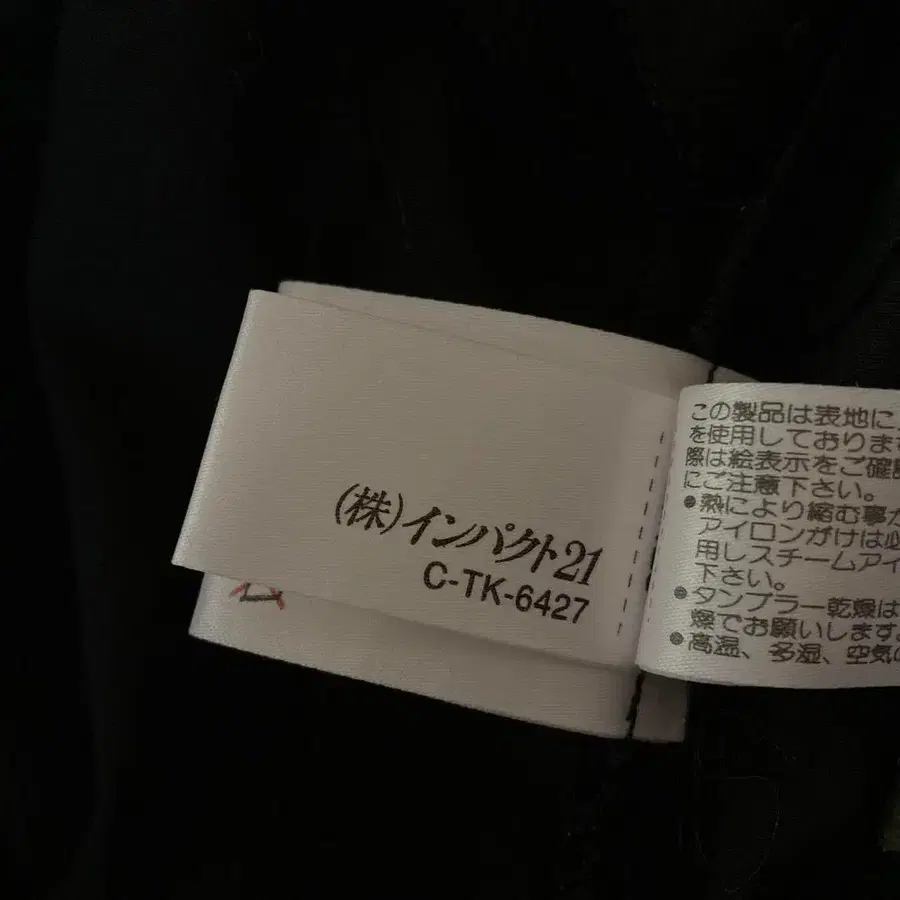 (株)インパクト21
C-TK-6427
この製品は表地に
を使用しております
際は絵表示をご確認
にご注意下さい。
●熱により縮む事が
アイロンがけは必
用しスチームアイ
下さい。
●タンブラー乾燥は
燥でお願いします。
●高温、多湿、空気の